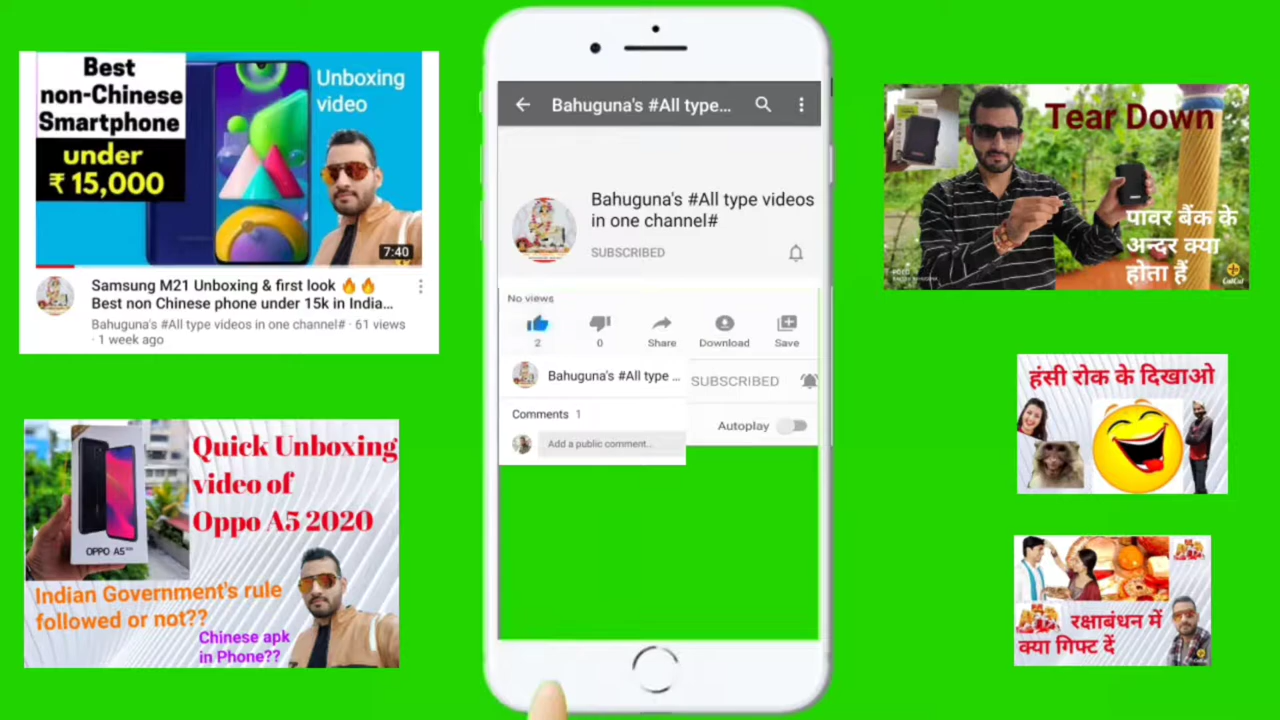 Best
non-Chinese
Smartphone
under
₹ 15,000
Unboxing
video
7:40
Samsung M21 Unboxing & first look 🔥🔥
Best non Chinese phone under 15k in India...
Bahuguna's #All type videos in one channel# · 61 views
· 1 week ago
Quick Unboxing
video of
Oppo A5 2020
OPPO A5
Indian Government's rule
followed or not??
Chinese apk
in Phone??
Bahuguna's #All type...
Bahuguna's #All type videos
in one channel#
SUBSCRIBED
No views
2
0
Share
Download
Save
Bahuguna's #All type ...
SUBSCRIBED
Autoplay
Comments 1
Add a public comment...
Tear Down
पावर बैंक के
अन्दर क्या
होता हैं
CutCut
हंसी रोक के दिखाओ
रक्षाबंधन में
क्या गिफ्ट दें